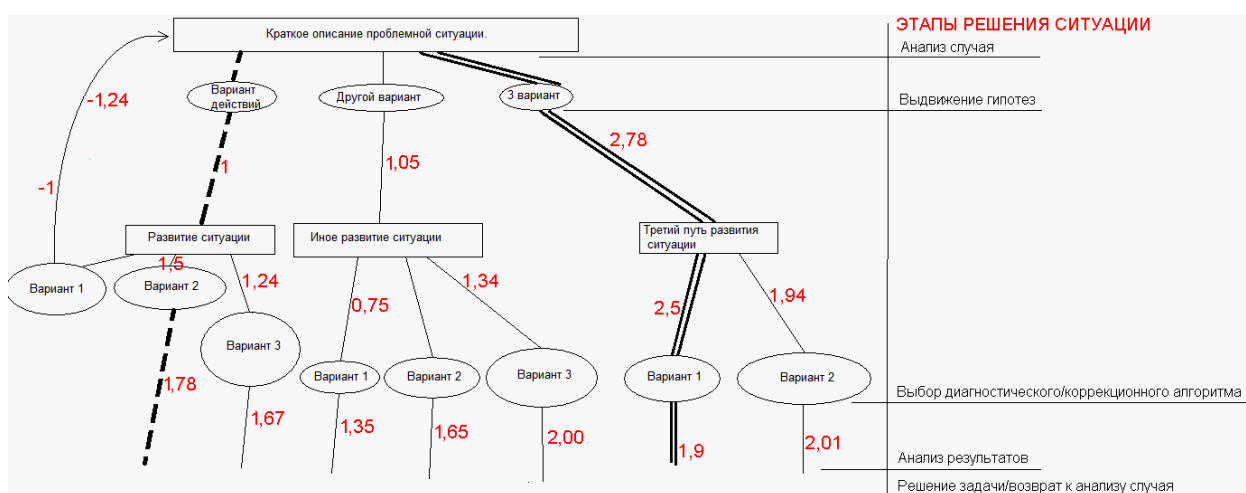 ЭТАПЫ РЕШЕНИЯ СИТУАЦИИ
Краткое описание проблемной ситуации.
Анализ случая
Вариант
действий
Другой вариант
3 вариант
Выдвижение гипотез
-1,24
2,78
1
1,05
-1
Развитие ситуации
Иное развитие ситуации
Третий путь развития
ситуации
1,5
1,24
1,34
Вариант 1
Вариант 2
0,75
2,5
1,94
Вариант 3
Вариант 1
Вариант 2
Вариант 3
Вариант 1
Вариант 2
1,78
Выбор диагностического/коррекционного алгоритма
1,67
1,35
1,65
2,00
1,9
2,01
Анализ результатов
Решение задачи/возврат к анализу случая